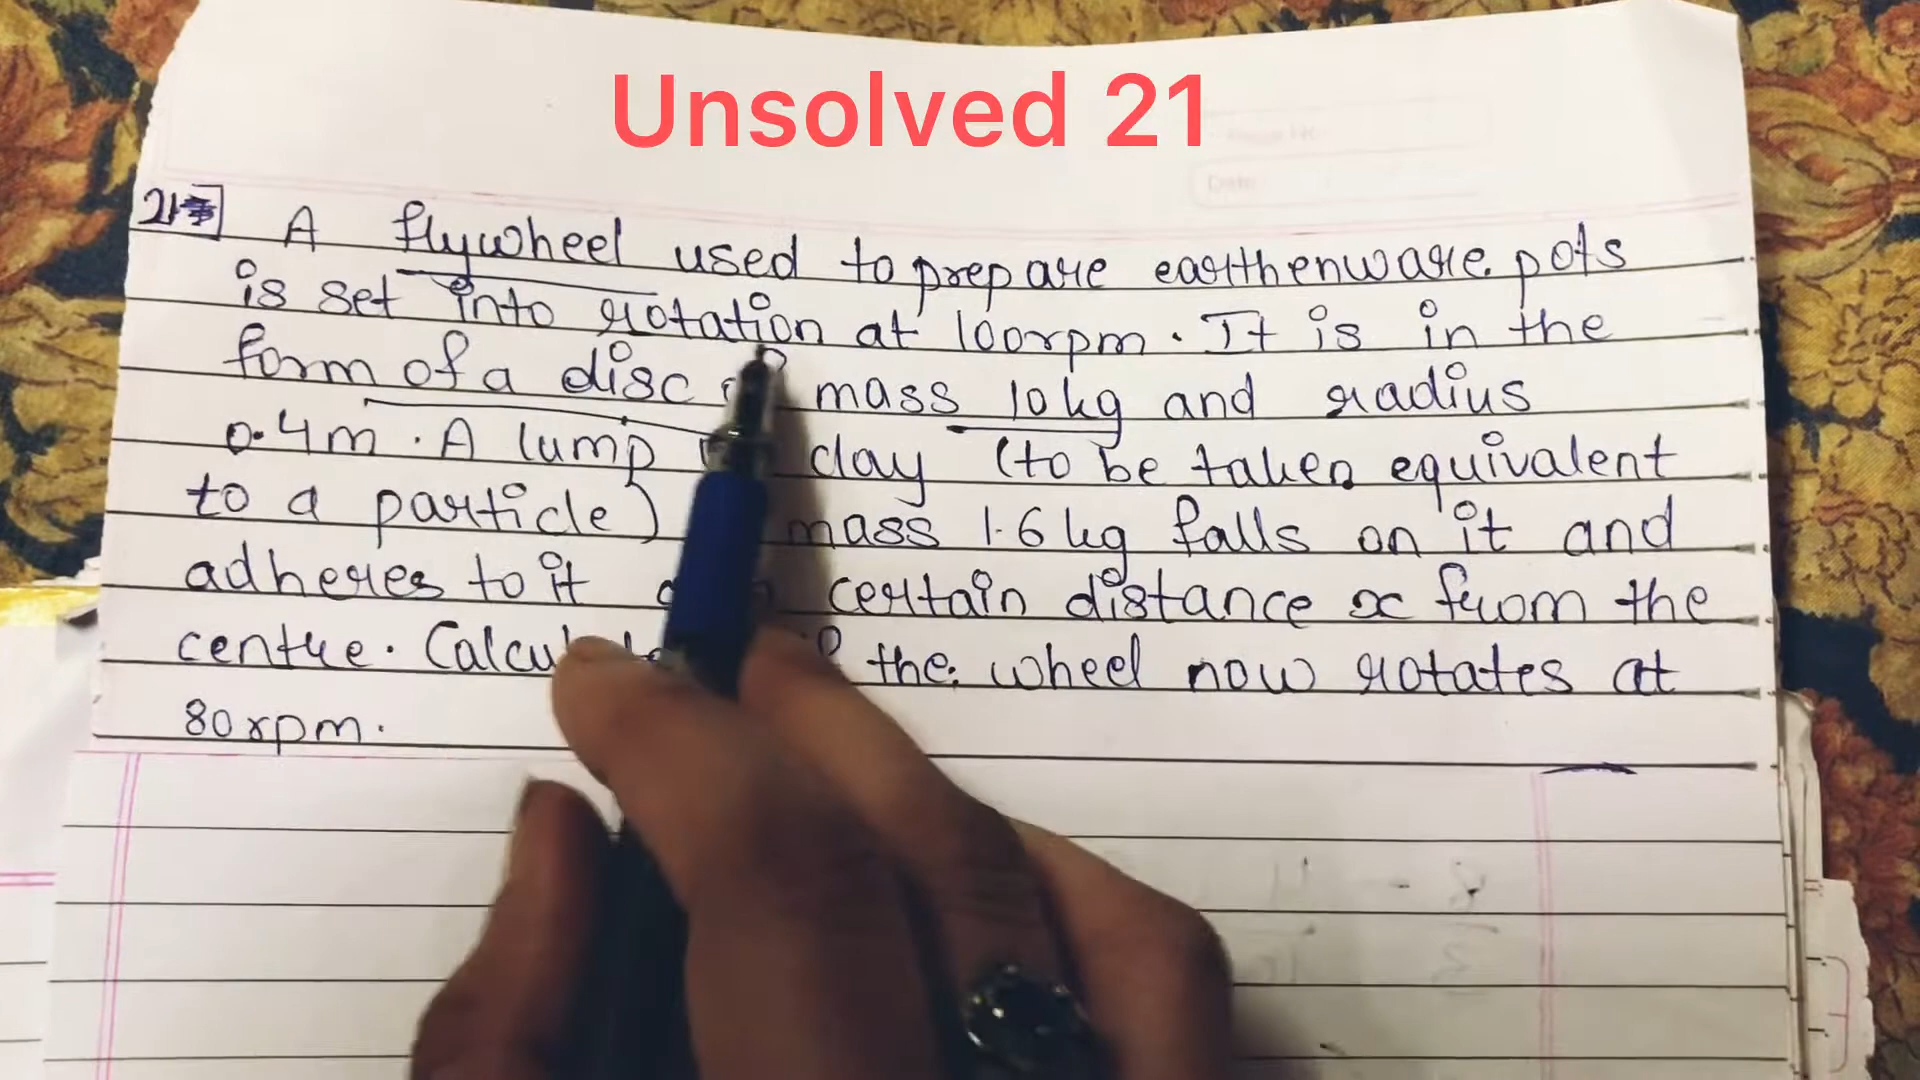 Unsolved 21
21 A flywheel used to prepare earthenware pots
is set into rotation at 100rpm. It is in the
form of a disc mass 10kg and radius
0.4m. A lump clay (to be taken equivalent
to a particle) mass 1.6kg falls on it and
adheres to it certain distance x from the
centre. the. wheel now rotates at
80rpm.